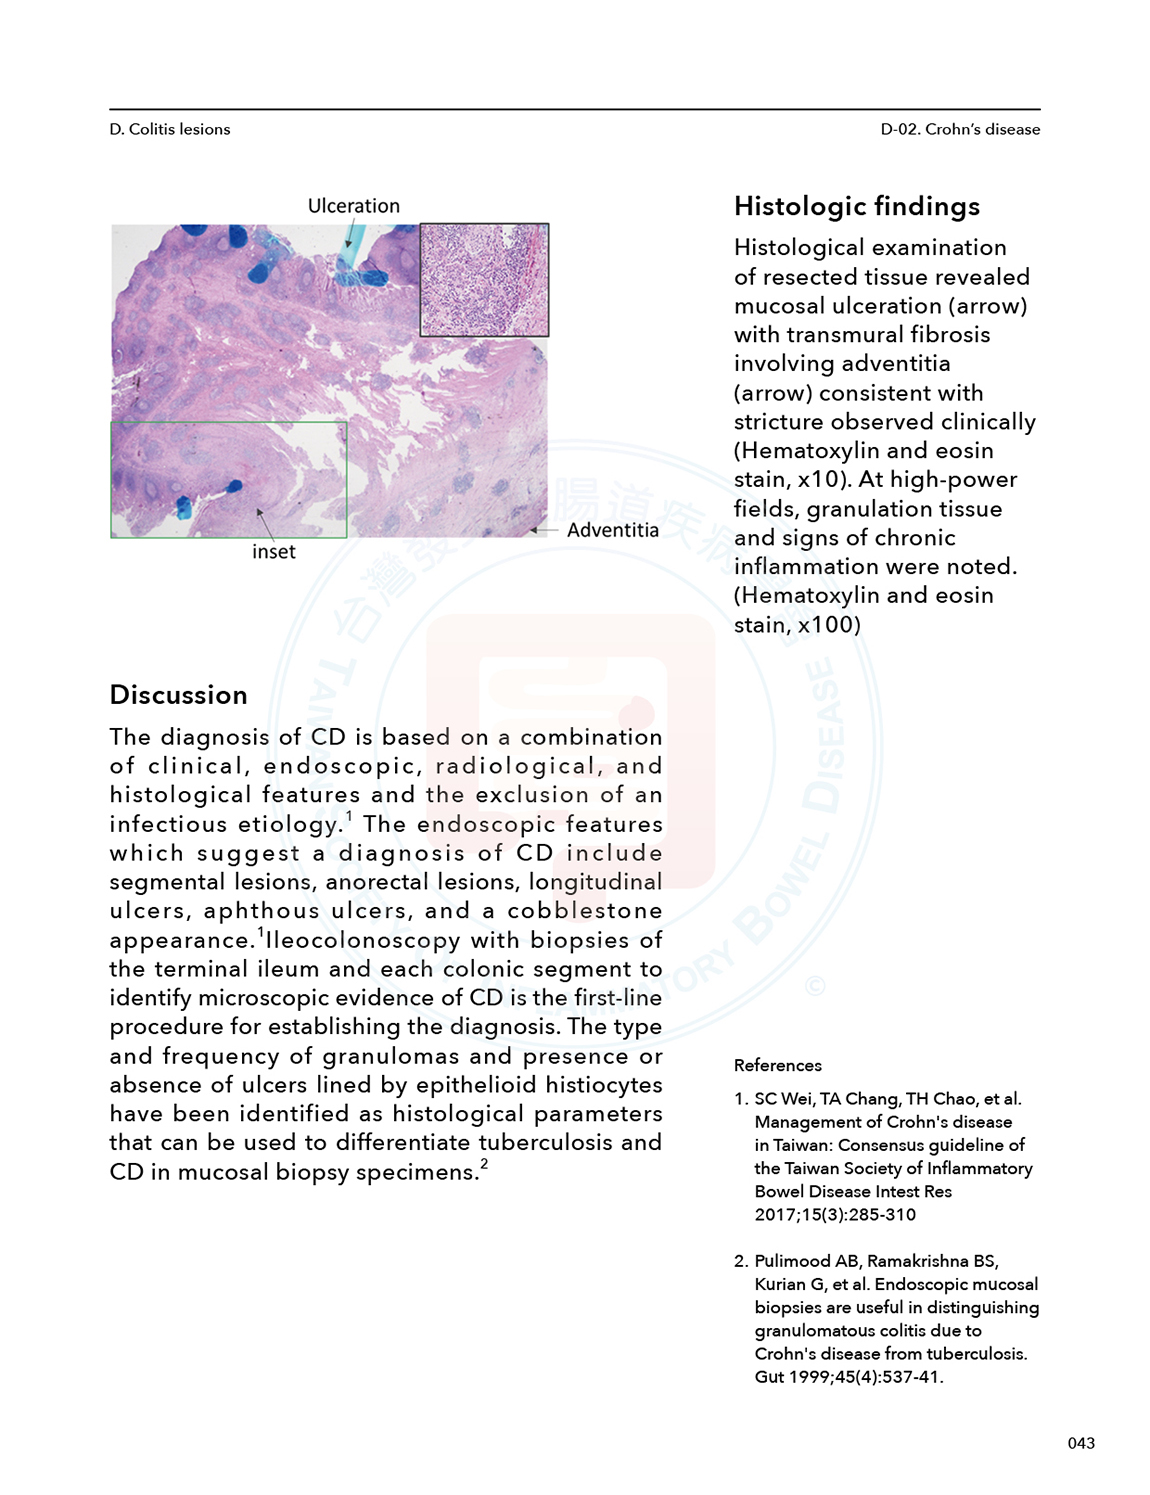 D. Colitis lesions
D-02. Crohn's disease
Ulceration
inset
Adventitia
Histologic findings
Histological examination
of resected tissue revealed
mucosal ulceration (arrow)
with transmural fibrosis
involving adventitia
(arrow) consistent with
stricture observed clinically
(Hematoxylin and eosin
stain, x10). At high-power
fields, granulation tissue
and signs of chronic
inflammation were noted.
(Hematoxylin and eosin
stain, x100)
Discussion
The diagnosis of CD is based on a combination
of clinical, endoscopic, radiological, and
histological features and the exclusion of an
infectious etiology.1 The endoscopic features
which suggest a diagnosis of CD include
segmental lesions, anorectal lesions, longitudinal
ulcers, aphthous ulcers, and a cobblestone
appearance.1Ileocolonoscopy with biopsies of
the terminal ileum and each colonic segment to
identify microscopic evidence of CD is the first-line
procedure for establishing the diagnosis. The type
and frequency of granulomas and presence or
absence of ulcers lined by epithelioid histiocytes
have been identified as histological parameters
that can be used to differentiate tuberculosis and
CD in mucosal biopsy specimens.2
References
1. SC Wei, TA Chang, TH Chao, et al.
Management of Crohn's disease
in Taiwan: Consensus guideline of
the Taiwan Society of Inflammatory
Bowel Disease Intest Res
2017;15(3):285-310
2. Pulimood AB, Ramakrishna BS,
Kurian G, et al. Endoscopic mucosal
biopsies are useful in distinguishing
granulomatous colitis due to
Crohn's disease from tuberculosis.
Gut 1999;45(4):537-41.
TAIWAN SOCIETY OF INFLAMMATORY BOWEL DISEASE
©
043